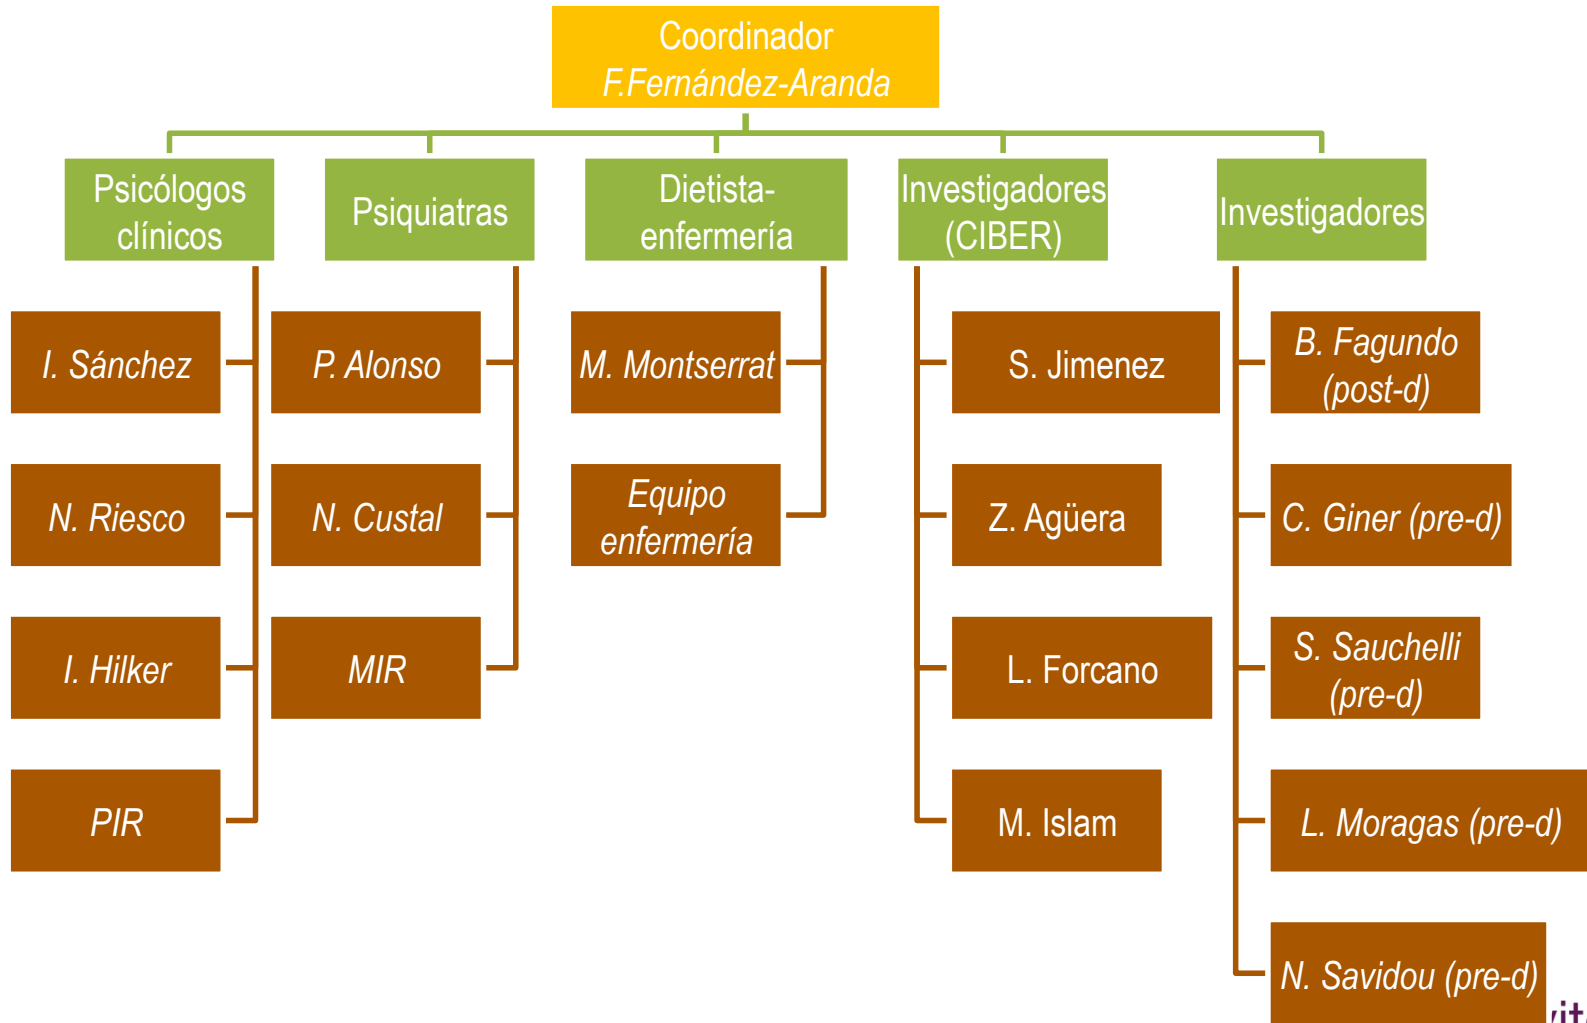 Coordinador
F.Fernández-Aranda
Psicólogos
clínicos
Psiquiatras
Dietista-
enfermería
Investigadores
(CIBER)
Investigadores
I. Sánchez
P. Alonso
M. Montserrat
S. Jimenez
B. Fagundo
(post-d)
N. Riesco
N. Custal
Equipo
enfermería
Z. Agüera
C. Giner (pre-d)
I. Hilker
MIR
L. Forcano
S. Sauchelli
(pre-d)
PIR
M. Islam
L. Moragas (pre-d)
N. Savidou (pre-d)